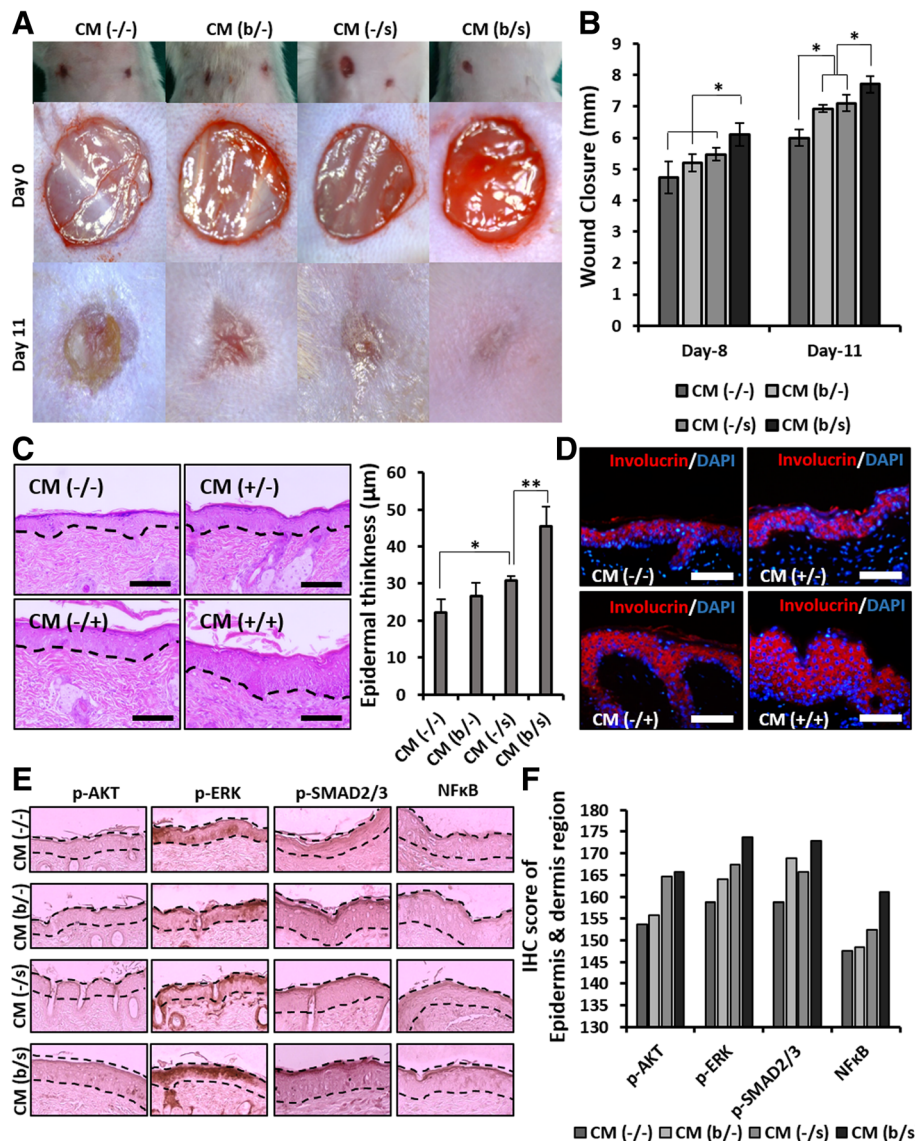 A
CM (-/-) CM (b/-) CM (-/s) CM (b/s)
Day 0
Day 11
B
Wound Closure (mm)
9
8
7
6
5
4
3
2
1
0
*
* *
Day-8 Day-11
CM (-/-) CM (b/-)
CM (-/s) CM (b/s)
C
CM (-/-) CM (+/-)
CM (-/+) CM (+/+)
Epidermal thinkness (μm)
60
50
40
30
20
10
0
*
**
CM (-/-) CM (b/-) CM (-/s) CM (b/s)
D
Involucrin/DAPI Involucrin/DAPI
CM (-/-) CM (+/-)
Involucrin/DAPI Involucrin/DAPI
CM (-/+) CM (+/+)
E
p-AKT p-ERK p-SMAD2/3 NFκB
CM (-/-)
CM (b/-)
CM (-/s)
CM (b/s)
F
IHC score of
Epidermis & dermis region
180
175
170
165
160
155
150
145
140
135
130
p-AKT p-ERK p-SMAD2/3 NFκB
CM (-/-) CM (b/-) CM (-/s) CM (b/s